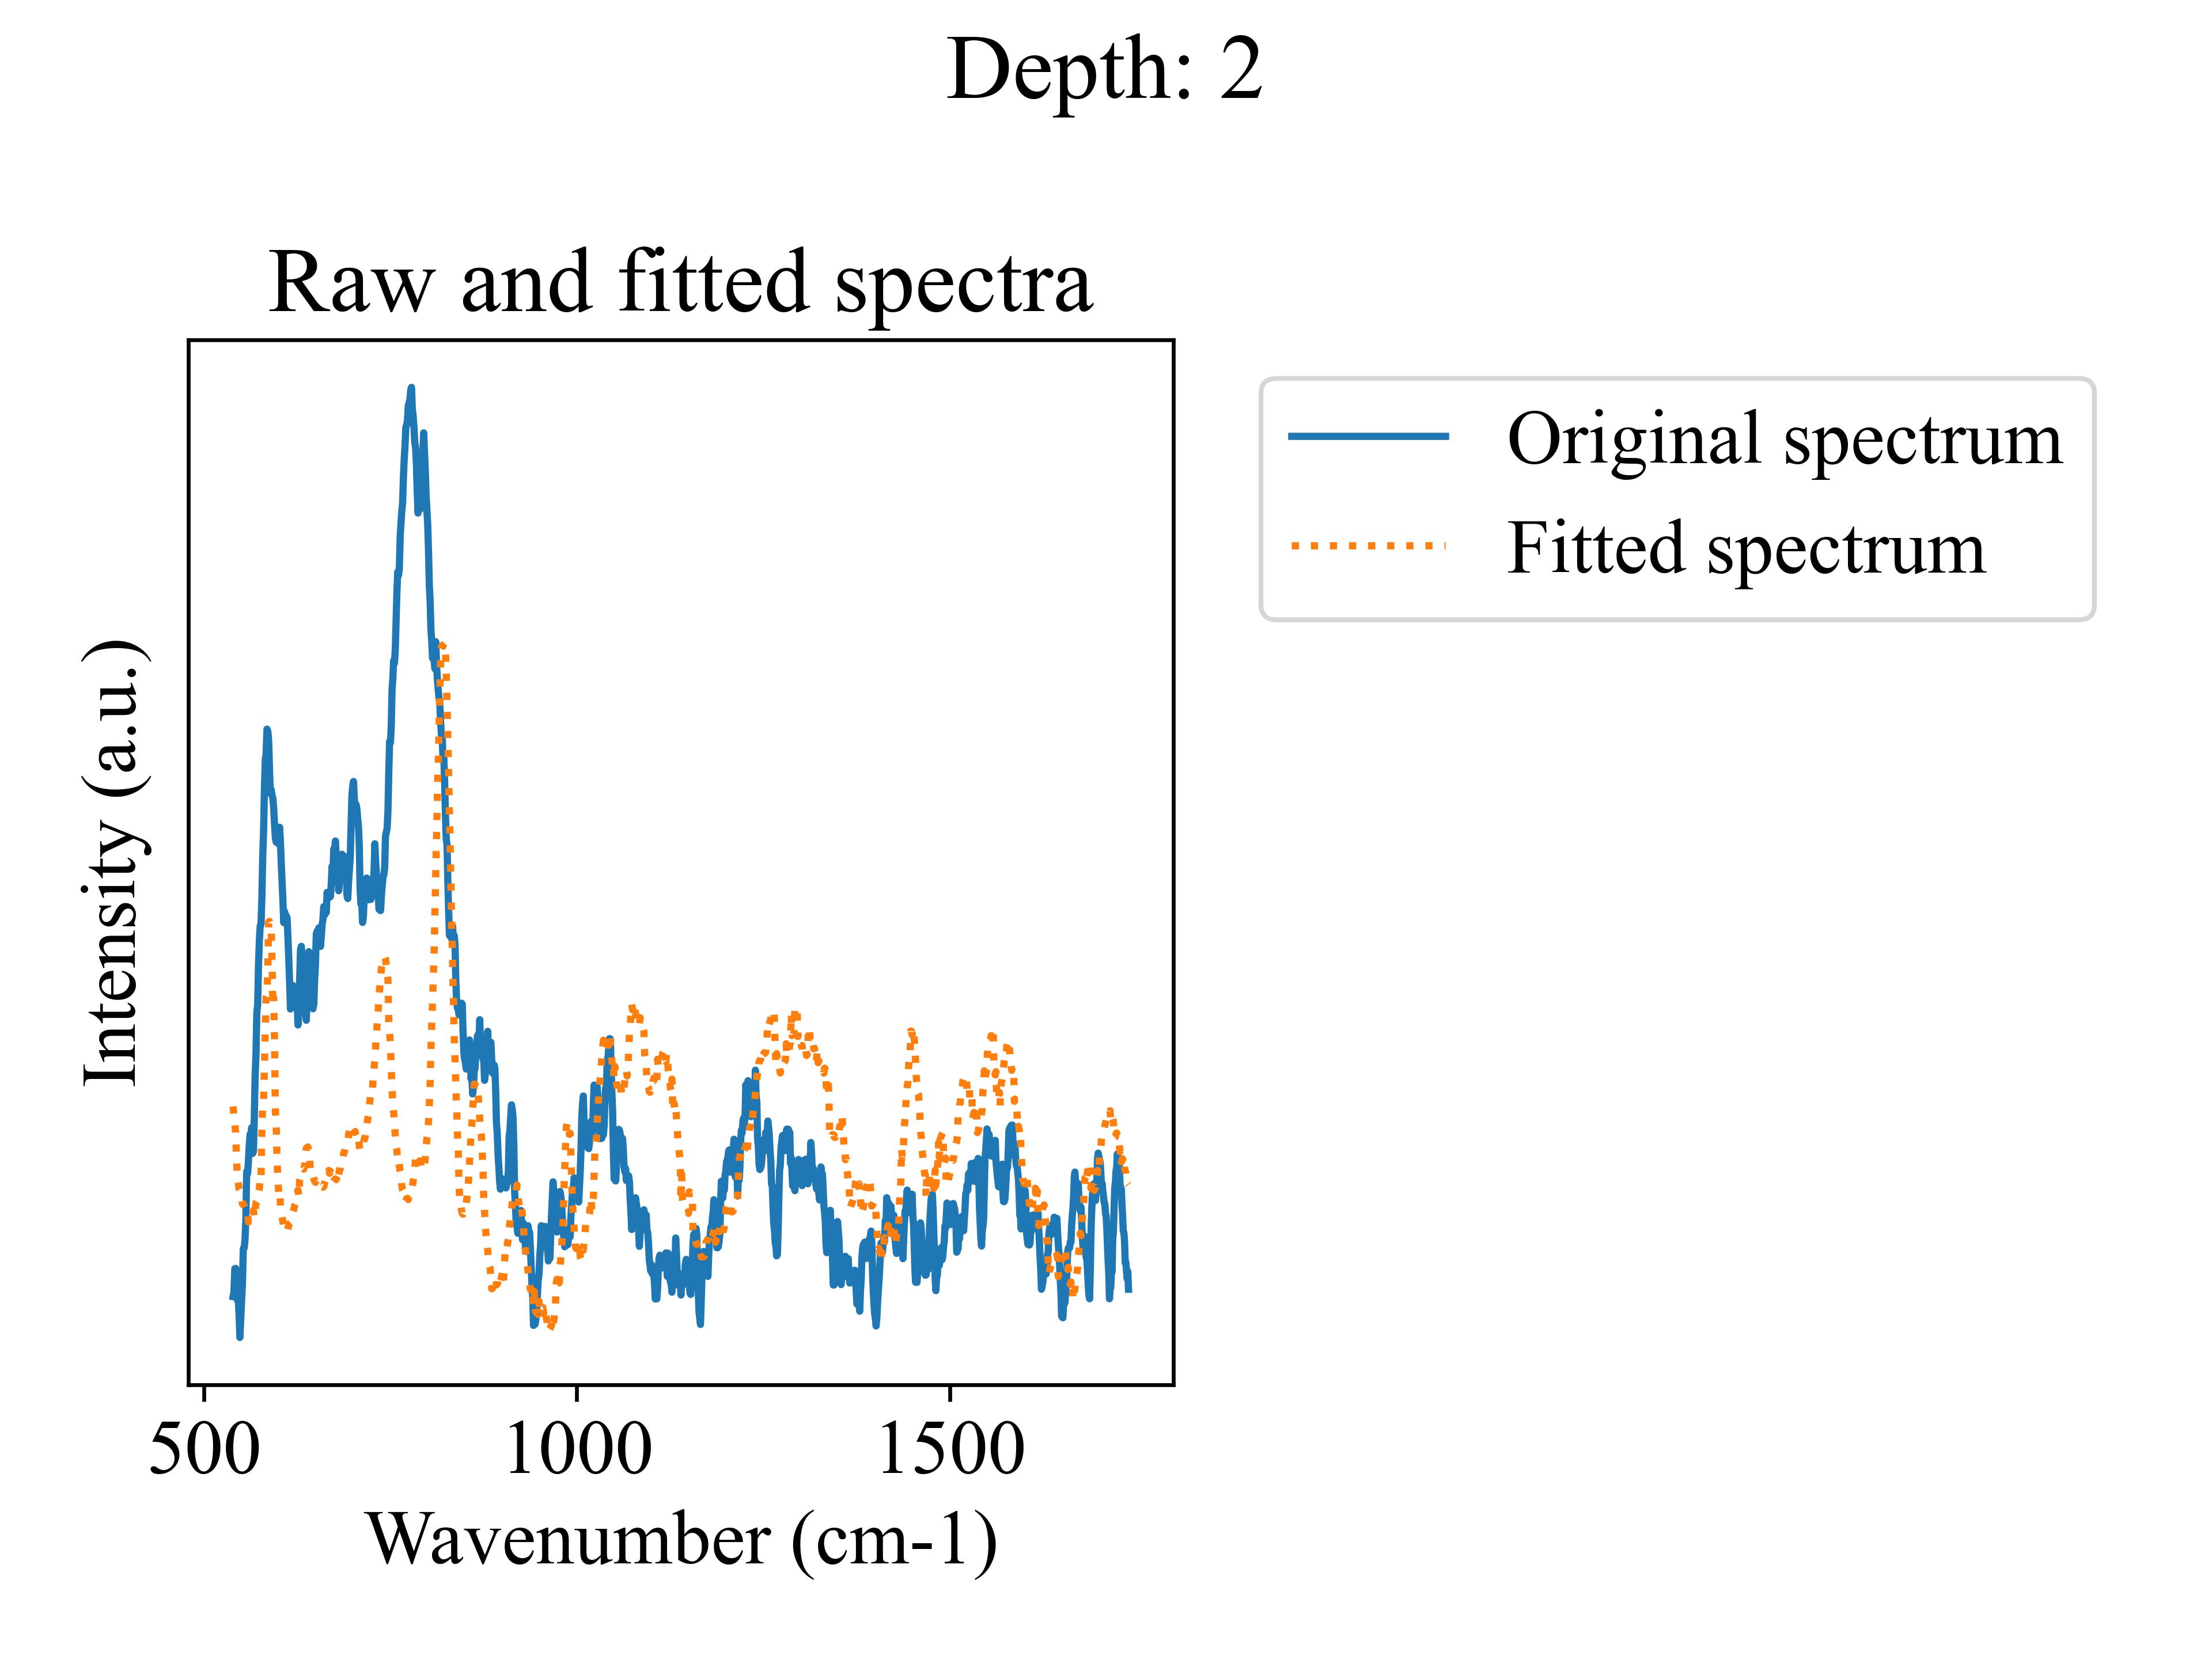 Depth: 2
Raw and fitted spectra
Original spectrum
Fitted spectrum
Intensity (a.u.)
500 1000 1500
Wavenumber (cm-1)